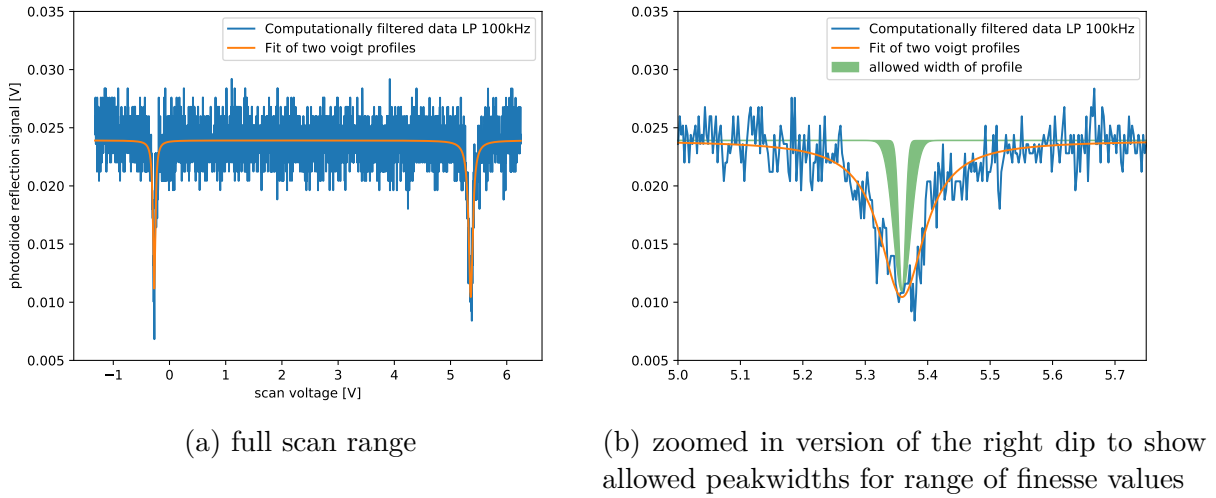 0.035
0.030
0.025
0.020
0.015
0.010
0.005
photodiode reflection signal [V]
Computationally filtered data LP 100kHz
Fit of two voigt profiles
−1 0 1 2 3 4 5 6
scan voltage [V]
(a) full scan range
0.035
0.030
0.025
0.020
0.015
0.010
0.005
Computationally filtered data LP 100kHz
Fit of two voigt profiles
allowed width of profile
5.0 5.1 5.2 5.3 5.4 5.5 5.6 5.7
(b) zoomed in version of the right dip to show
allowed peakwidths for range of finesse values